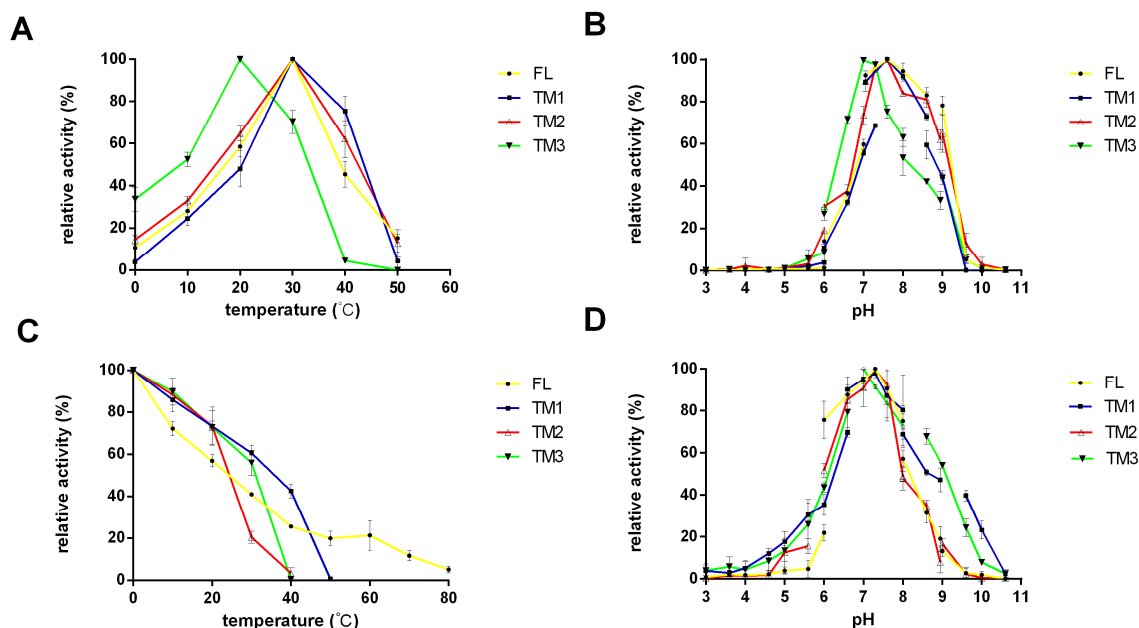 A
relative activity (%)
100
80
60
40
20
0
0 10 20 30 40 50 60
temperature (°C)
FL
TM1
TM2
TM3
B
relative activity (%)
100
80
60
40
20
0
3 4 5 6 7 8 9 10 11
pH
FL
TM1
TM2
TM3
C
relative activity (%)
100
80
60
40
20
0
0 20 40 60 80
temperature (°C)
FL
TM1
TM2
TM3
D
relative activity (%)
100
80
60
40
20
0
3 4 5 6 7 8 9 10 11
pH
FL
TM1
TM2
TM3